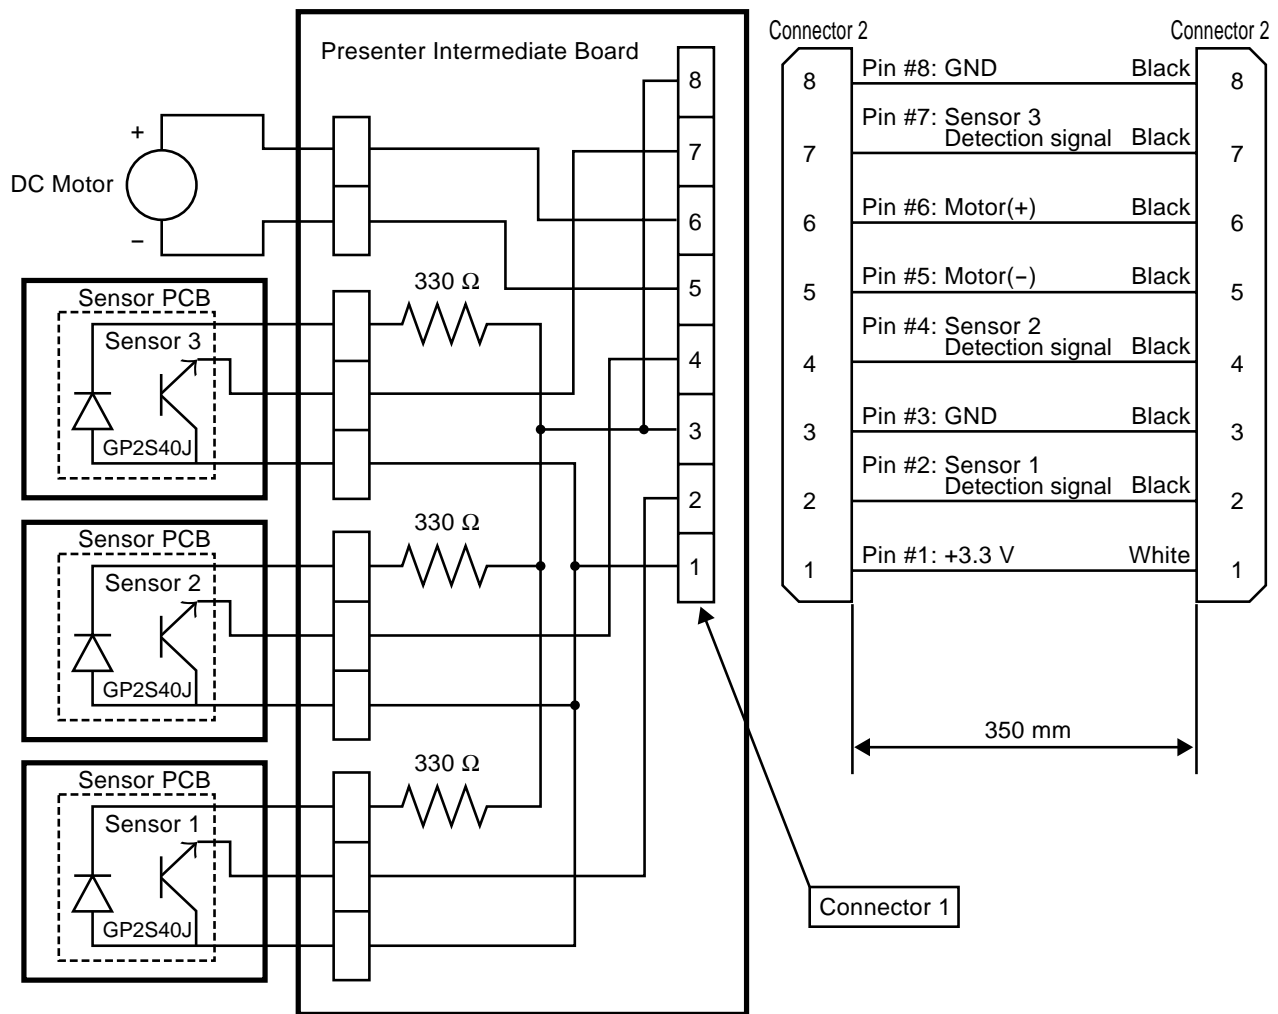 Presenter Intermediate Board
8
7
6
5
4
3
2
1
+
DC Motor
−
330 Ω
Sensor PCB
Sensor 3
GP2S40J
330 Ω
Sensor PCB
Sensor 2
GP2S40J
330 Ω
Sensor PCB
Sensor 1
GP2S40J
Connector 1
Connector 2
Connector 2
8
Pin #8: GND
Black
8
7
Pin #7: Sensor 3
Detection signal
Black
7
6
Pin #6: Motor(+)
Black
6
5
Pin #5: Motor(−)
Black
5
4
Pin #4: Sensor 2
Detection signal
Black
4
3
Pin #3: GND
Black
3
2
Pin #2: Sensor 1
Detection signal
Black
2
1
Pin #1: +3.3 V
White
1
350 mm